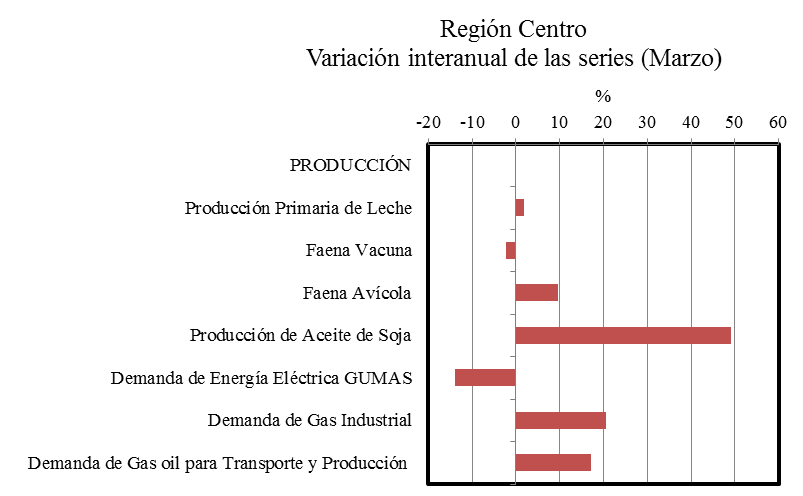 Región Centro
Variación interanual de las series (Marzo)
%
-20 -10 0 10 20 30 40 50 60
PRODUCCIÓN
Producción Primaria de Leche
Faena Vacuna
Faena Avícola
Producción de Aceite de Soja
Demanda de Energía Eléctrica GUMAS
Demanda de Gas Industrial
Demanda de Gas oil para Transporte y Producción